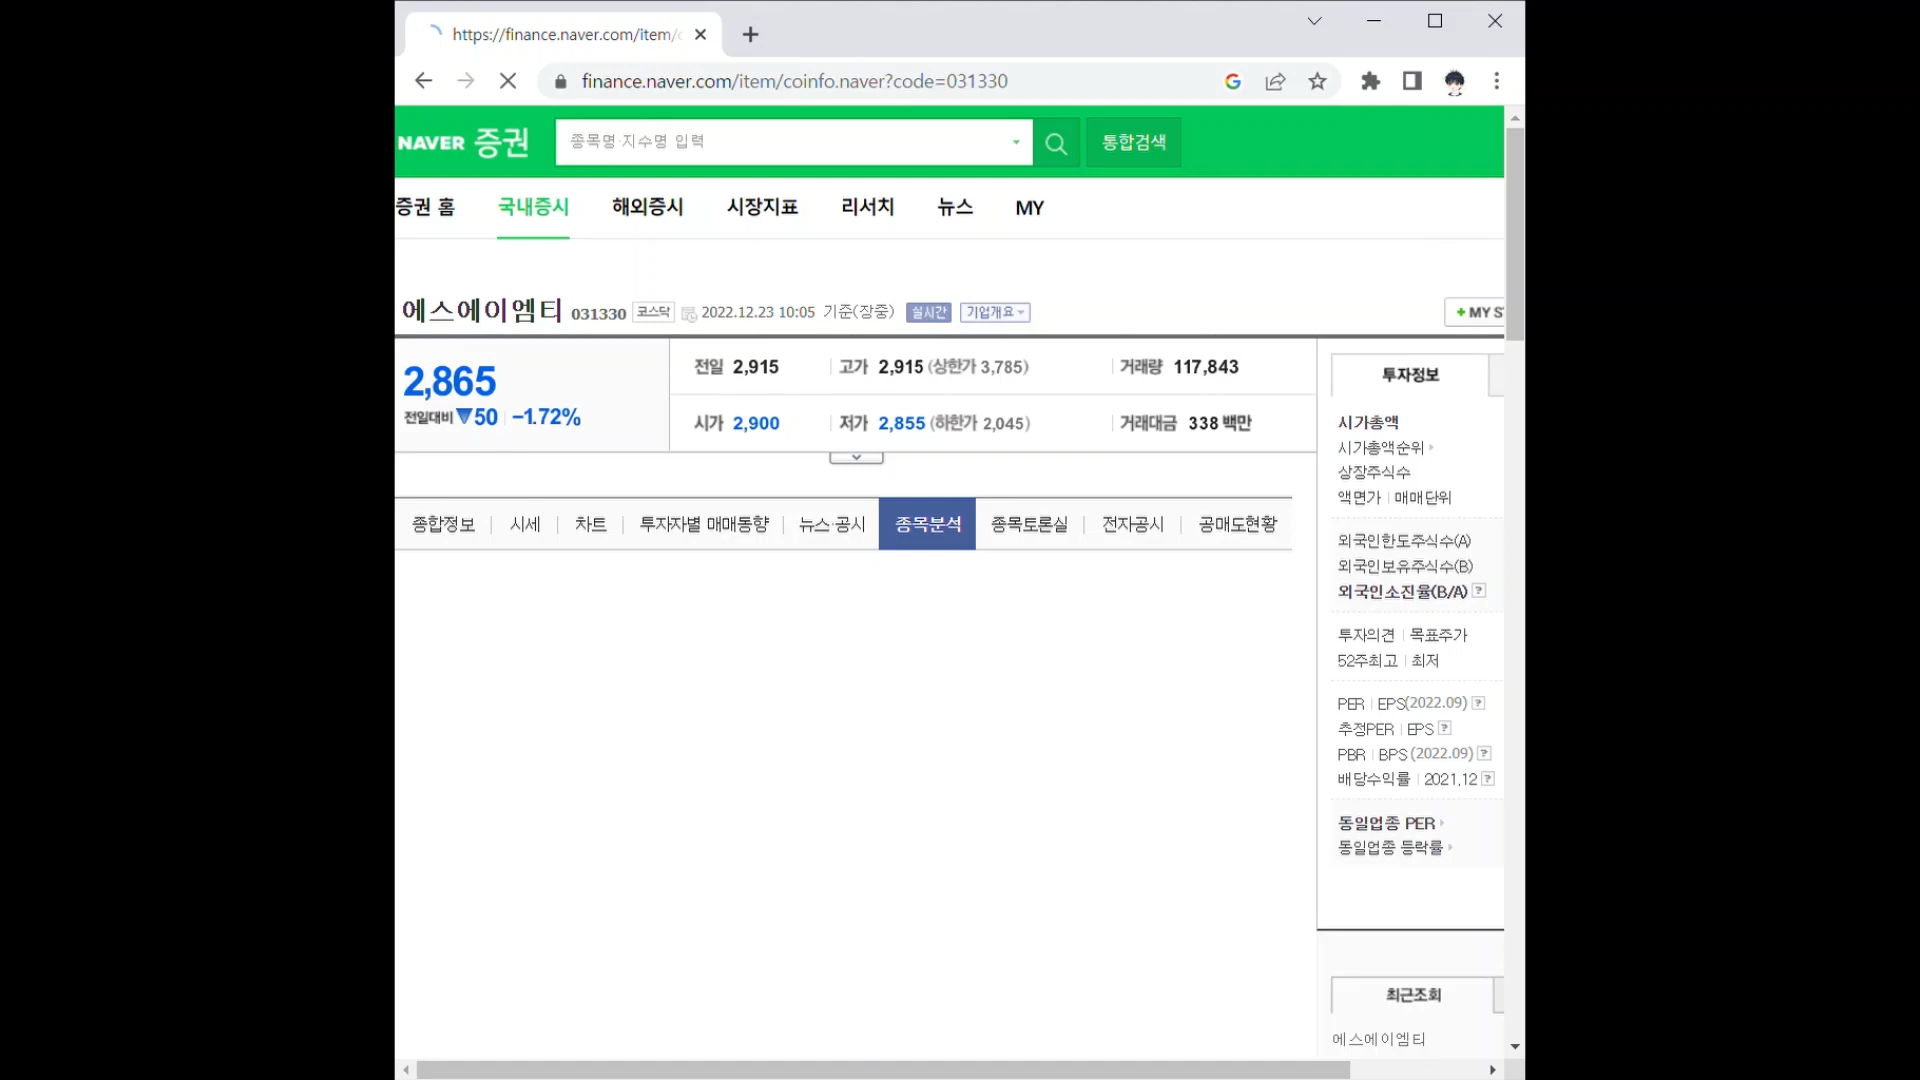 https://finance.naver.com/item/c
finance.naver.com/item/coinfo.naver?code=031330
NAVER 증권
종목명·지수명 입력
통합검색
증권 홈 국내증시 해외증시 시장지표 리서치 뉴스 MY
에스에이엠티 031330 코스닥 2022.12.23 10:05 기준(장중) 실시간 기업개요
+ MY S
2,865
전일대비 ▼50 -1.72%
전일 2,915 고가 2,915 (상한가 3,785) 거래량 117,843
시가 2,900 저가 2,855 (하한가 2,045) 거래대금 338 백만
종합정보 시세 차트 투자자별 매매동향 뉴스·공시 종목분석 종목토론실 전자공시 공매도현황
투자정보
시가총액
시가총액순위
상장주식수
액면가 매매단위
외국인한도주식수(A)
외국인보유주식수(B)
외국인소진율(B/A) ?
투자의견 목표주가
52주최고 최저
PER EPS(2022.09) ?
추정PER EPS ?
PBR BPS (2022.09) ?
배당수익률 2021.12 ?
동일업종 PER
동일업종 등락률
최근조회
에스에이엠티